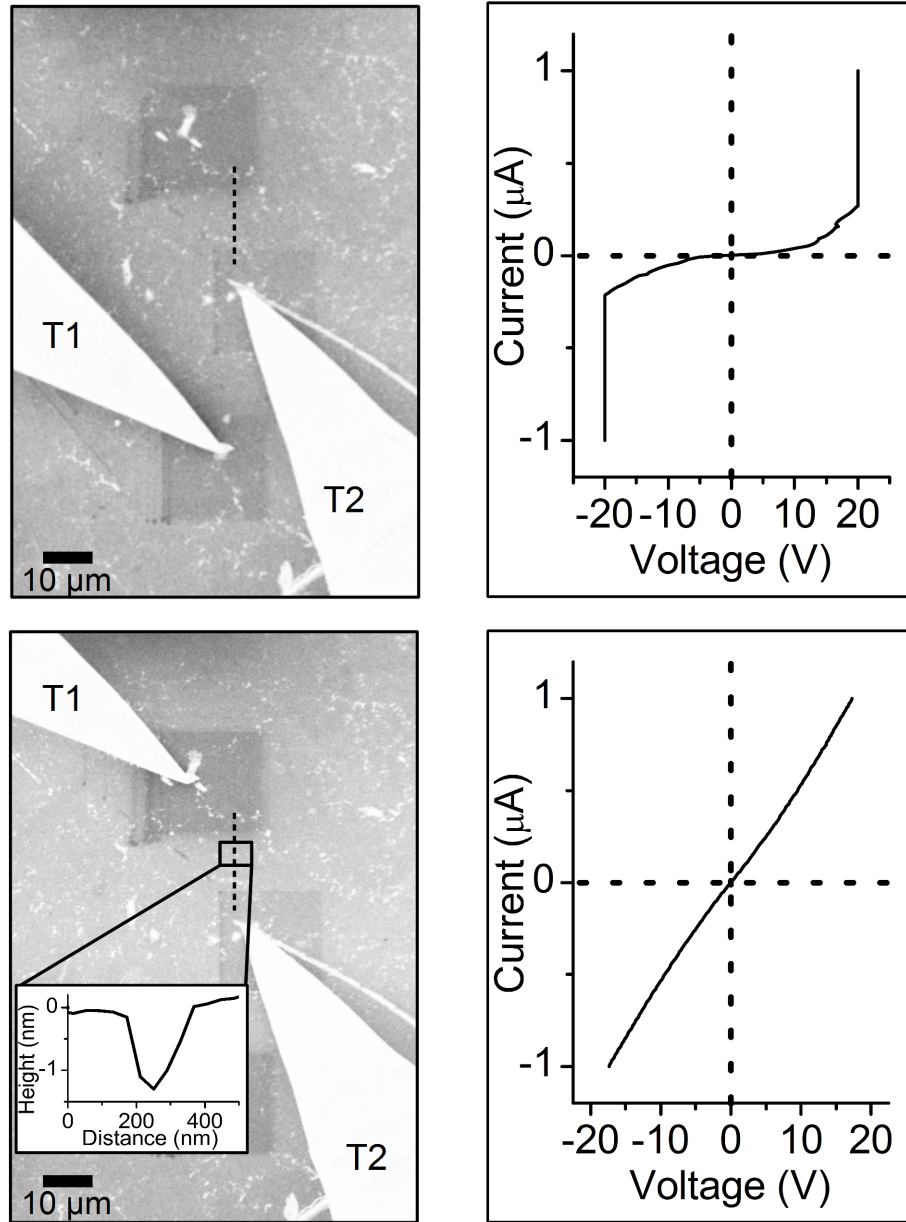 T1
T2
10 µm
Current (µA)
1
0
-1
-20 -10 0 10 20
Voltage (V)
T1
T2
10 µm
Height (nm)
0
-1
0 200 400
Distance (nm)
Current (µA)
1
0
-1
-20 -10 0 10 20
Voltage (V)